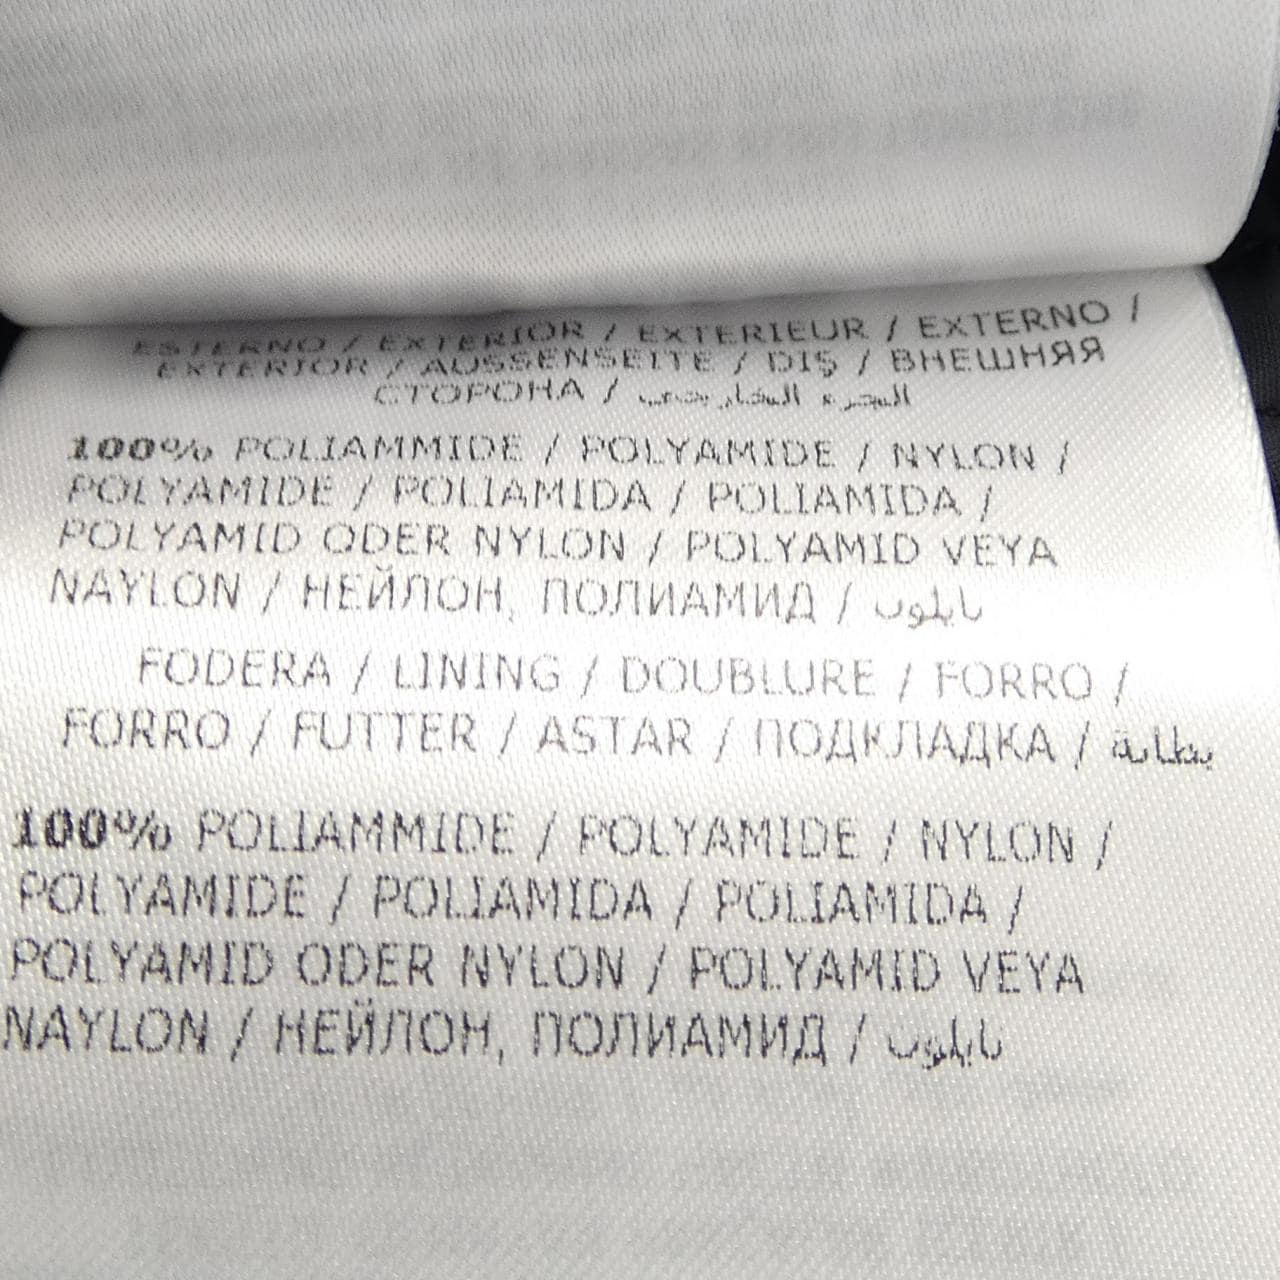 ESTERNO / EXTERIOR / EXTERIEUR / EXTERNO /
EXTERIOR / AUSSENSEITE / DIŞ / ВНЕШНЯЯ
СТОРОНА / الجزء الخارجي
100% POLIAMMIDE / POLYAMIDE / NYLON /
POLYAMIDE / POLIAMIDA / POLIAMIDA /
POLYAMID ODER NYLON / POLYAMID VEYA
NAYLON / НЕЙЛОН, ПОЛИАМИД / نايلون
FODERA / LINING / DOUBLURE / FORRO /
FORRO / FUTTER / ASTAR / ПОДКЛАДКА / بطانة
100% POLIAMMIDE / POLYAMIDE / NYLON /
POLYAMIDE / POLIAMIDA / POLIAMIDA /
POLYAMID ODER NYLON / POLYAMID VEYA
NAYLON / НЕЙЛОН, ПОЛИАМИД / نايلون